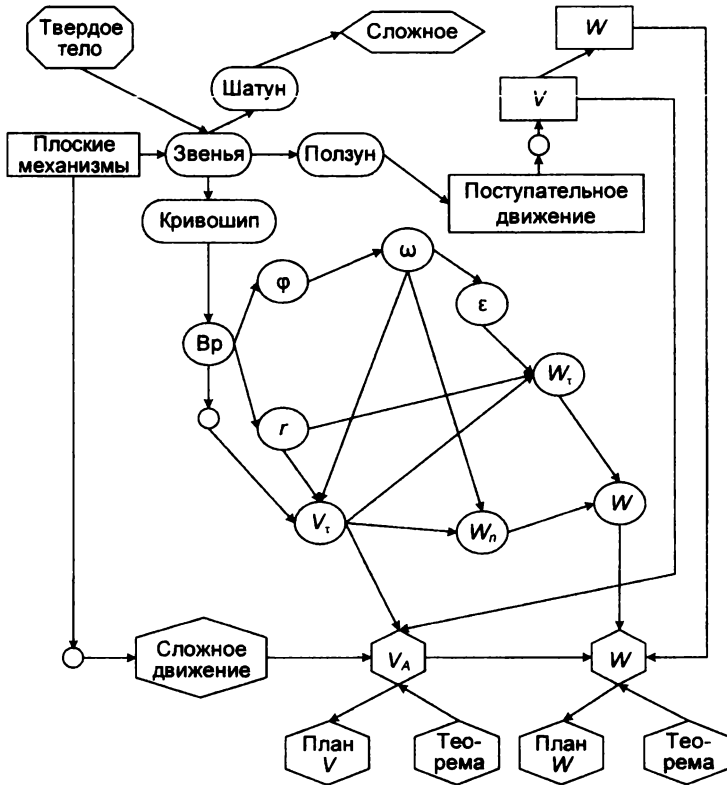 Твердое
тело
Сложное
W
Шатун
V
Плоские
механизмы
Звенья
Ползун
Поступательное
движение
Кривошип
φ
ω
ε
Вр
Wτ
r
Vτ
Wn
W
Сложное
движение
VA
W
План
V
Тео-
рема
План
W
Тео-
рема